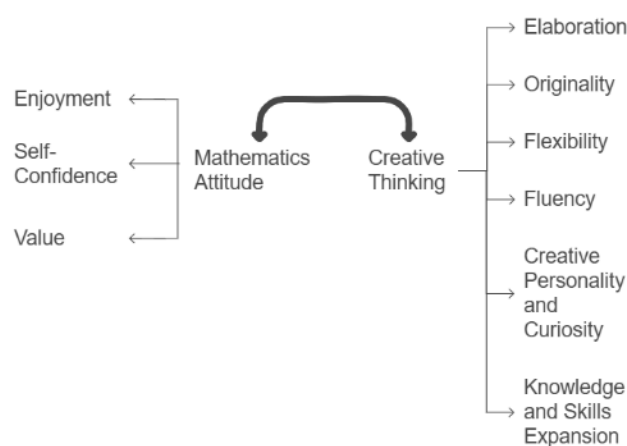 Enjoyment
Self-
Confidence
Value
Mathematics
Attitude
Creative
Thinking
Elaboration
Originality
Flexibility
Fluency
Creative
Personality
and
Curiosity
Knowledge
and Skills
Expansion